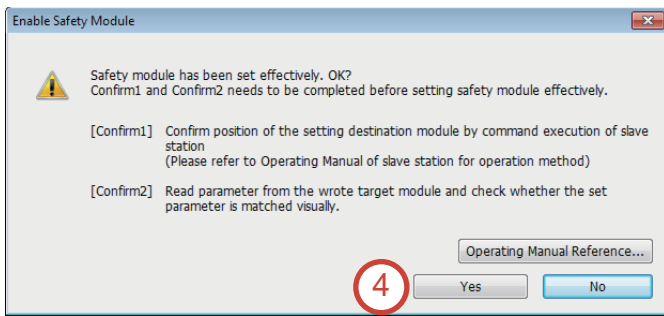 Enable Safety Module
Safety module has been set effectively. OK?
Confirm1 and Confirm2 needs to be completed before setting safety module effectively.
[Confirm1] Confirm position of the setting destination module by command execution of slave
station
(Please refer to Operating Manual of slave station for operation method)
[Confirm2] Read parameter from the wrote target module and check whether the set
parameter is matched visually.
Operating Manual Reference...
4 Yes No